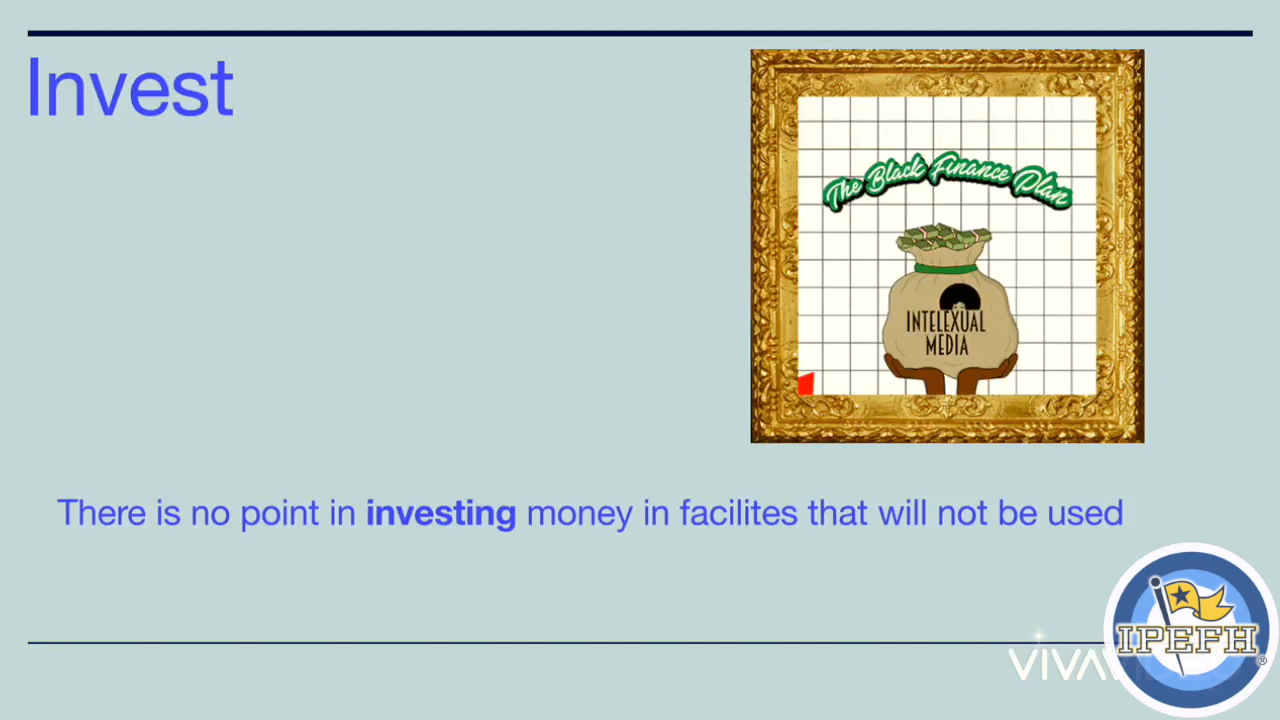 Invest
The Black Finance Plan
INTELEXUAL
MEDIA
There is no point in investing money in facilites that will not be used
IPEFH
®